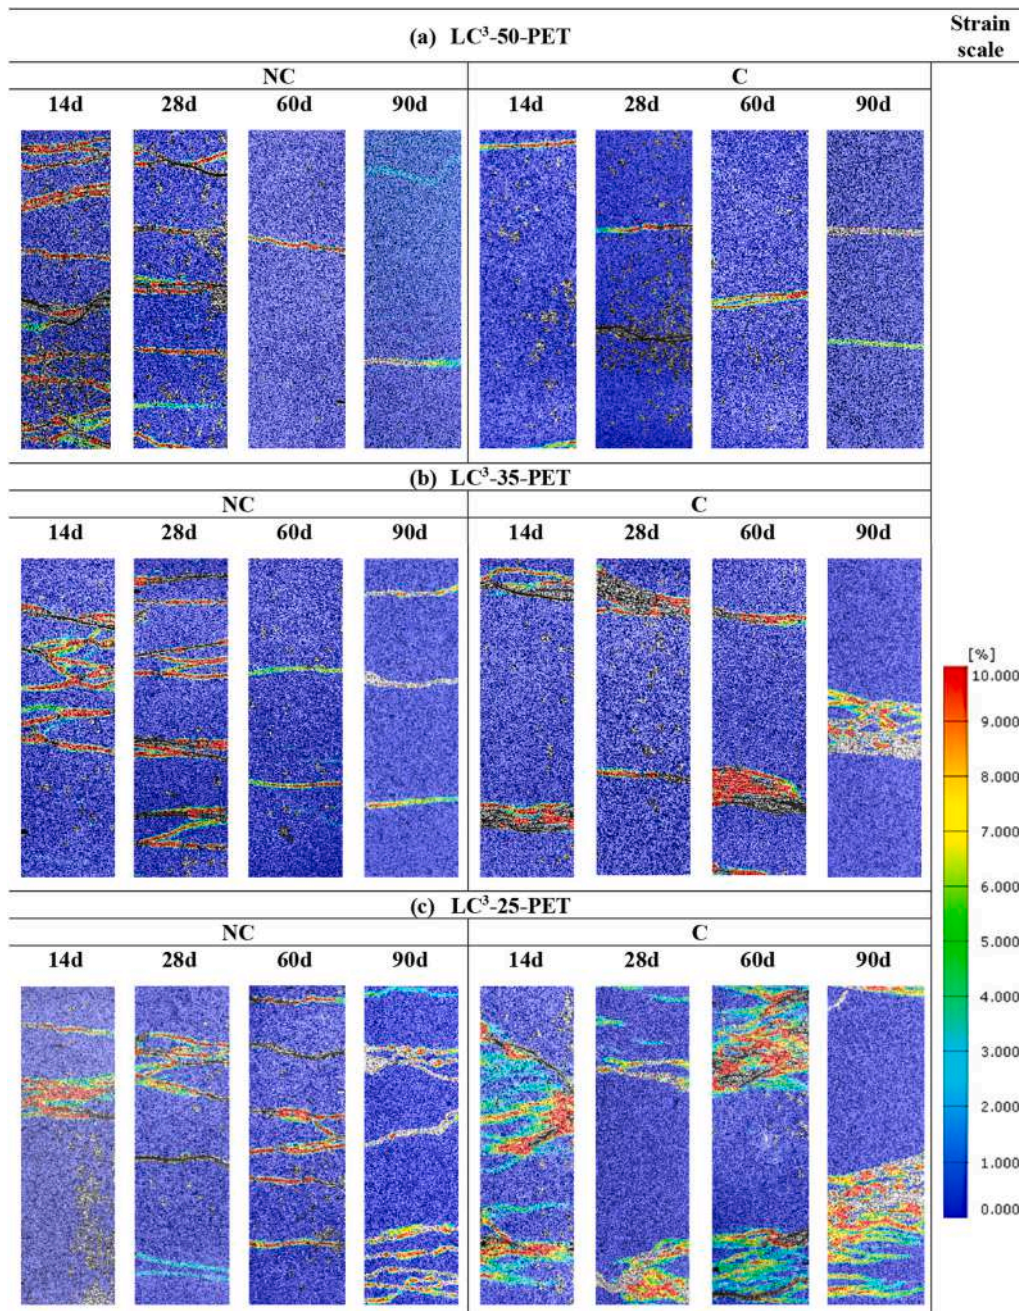 (a) LC³-50-PET
Strain scale
NC C
14d 28d 60d 90d 14d 28d 60d 90d
(b) LC³-35-PET
NC C
14d 28d 60d 90d 14d 28d 60d 90d
(c) LC³-25-PET
NC C
14d 28d 60d 90d 14d 28d 60d 90d
[%]
10.000
9.000
8.000
7.000
6.000
5.000
4.000
3.000
2.000
1.000
0.000